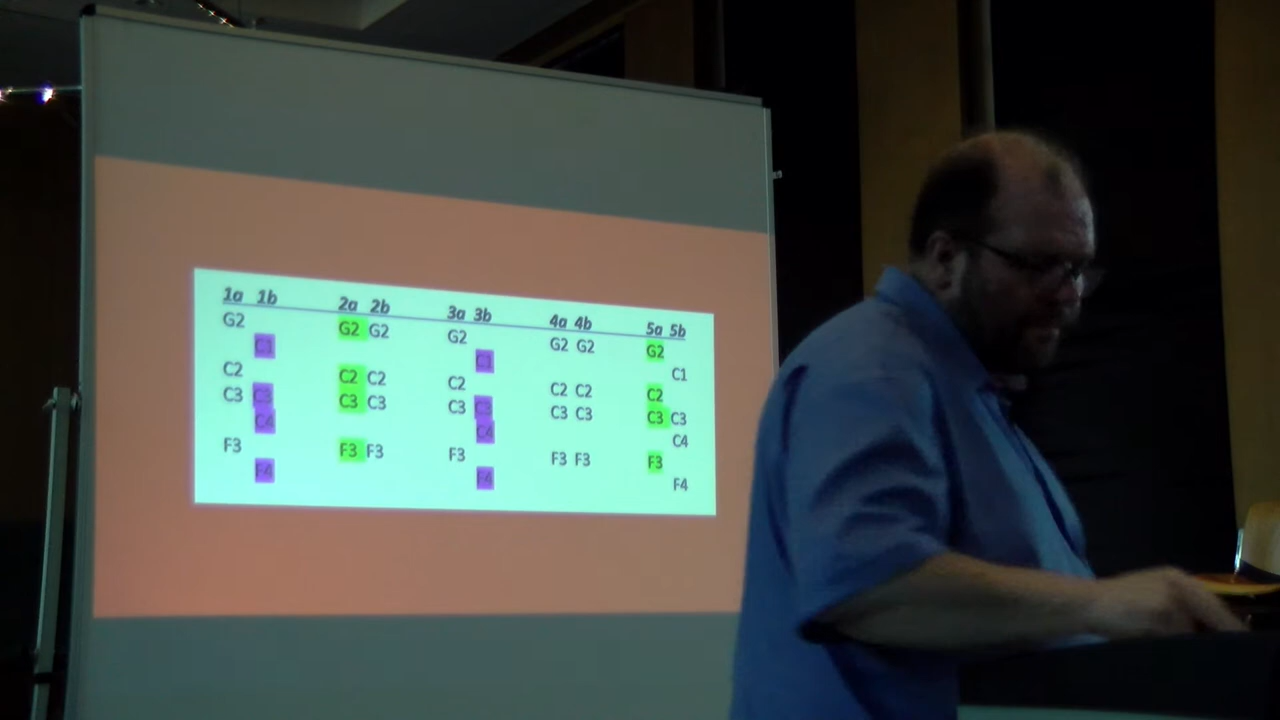 1a 1b 2a 2b 3a 3b 4a 4b 5a 5b
G2 G2 G2 G2 G2 G2 G2
C1 C1 C1
C2 C2 C2 C2 C2 C2 C2
C3 C3 C3 C3 C3 C3 C3 C3 C3 C3
C4 C4 C4
F3 F3 F3 F3 F3 F3 F3
F4 F4 F4